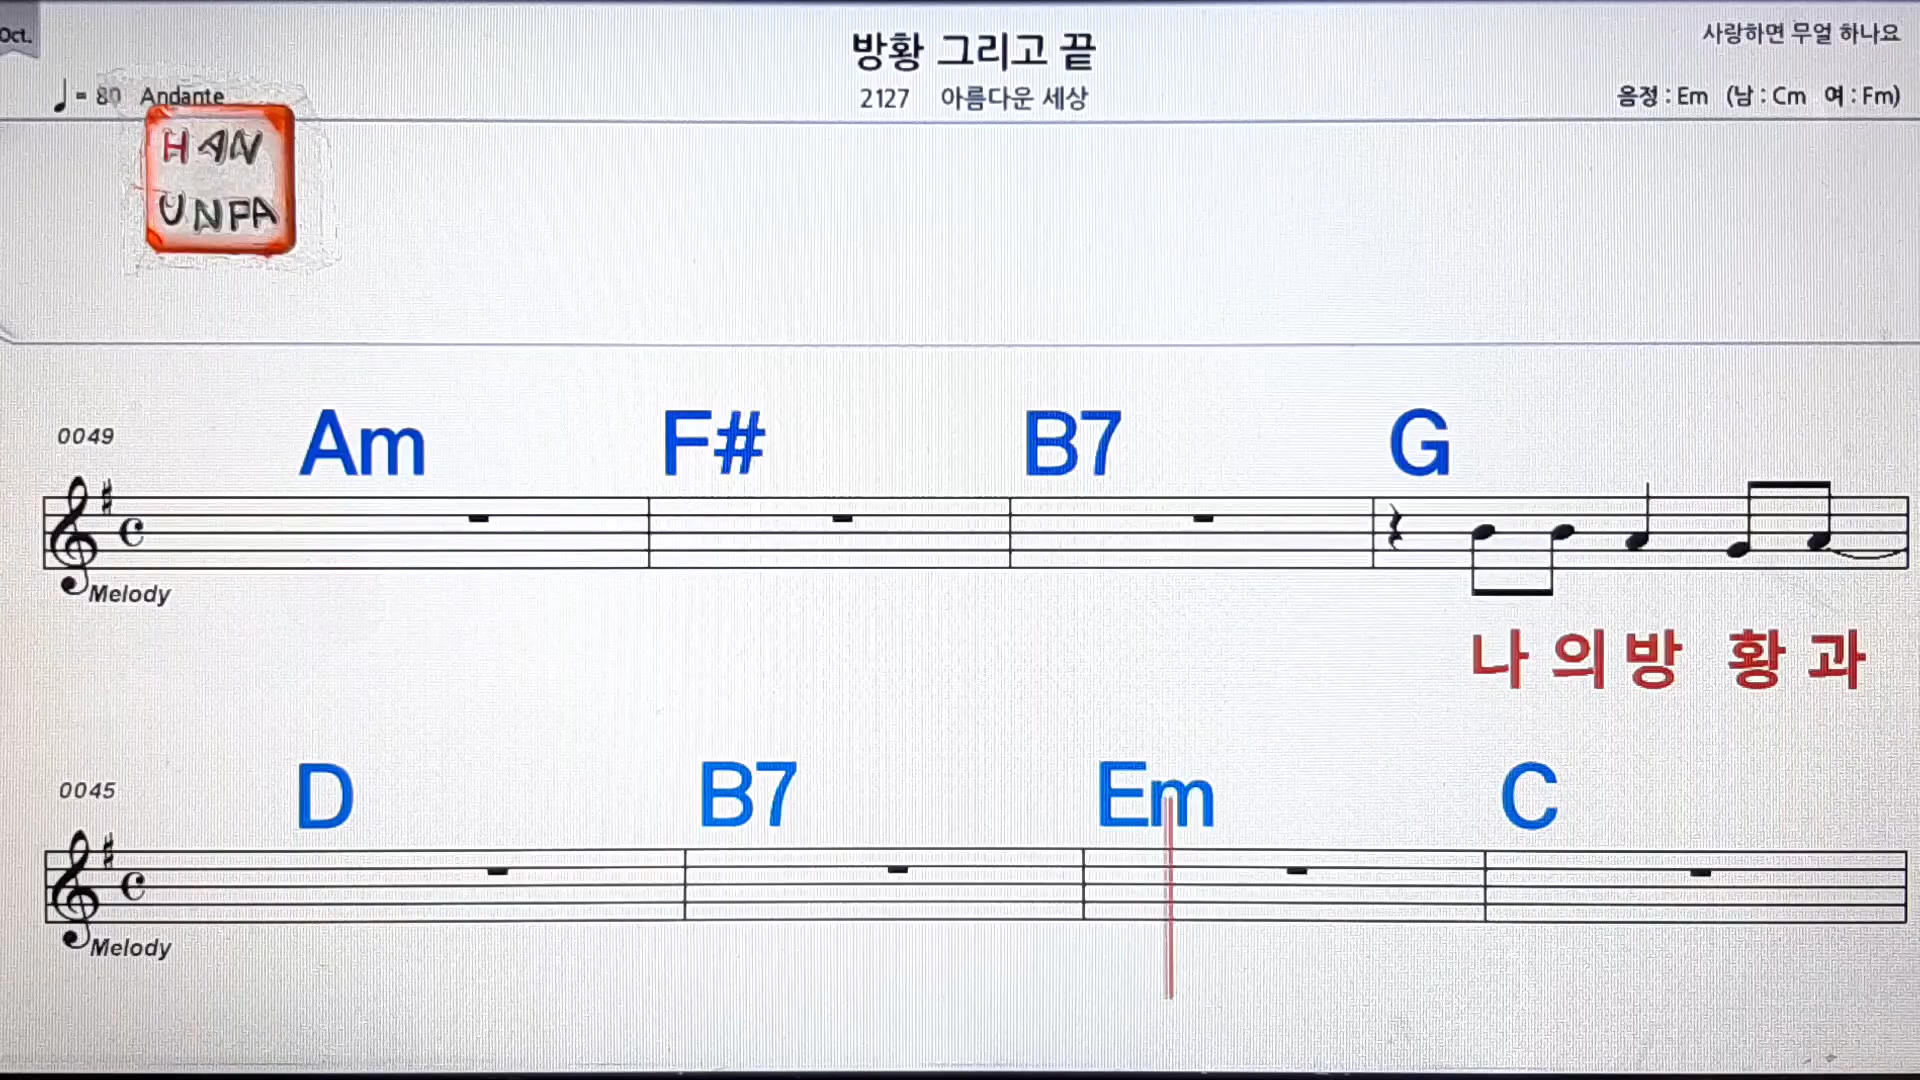 Oct.
방황 그리고 끝
사랑하면 무얼 하나요
♩= 80 Andante
2127 아름다운 세상
음정 : Em (남 : Cm 여 : Fm)
HAN
UNPA
0049
Am F# B7 G
Melody
나 의 방 황 과
0045
D B7 Em C
Melody